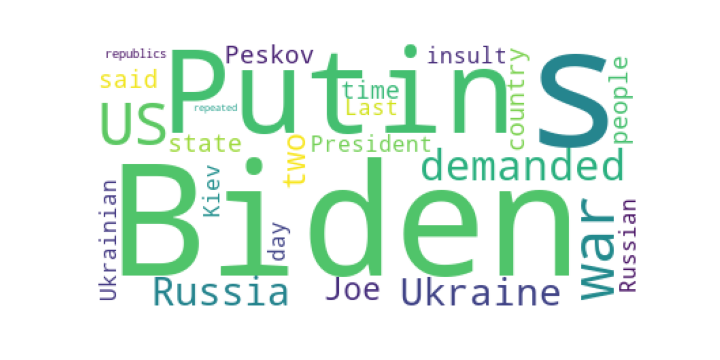 republics
Peskov
insult
said
Putin
s
country
people
time
Last
repeated
US
state
two
President
demanded
Biden
Kiev
Ukrainian
day
war
Russian
Russia
Joe
Ukraine